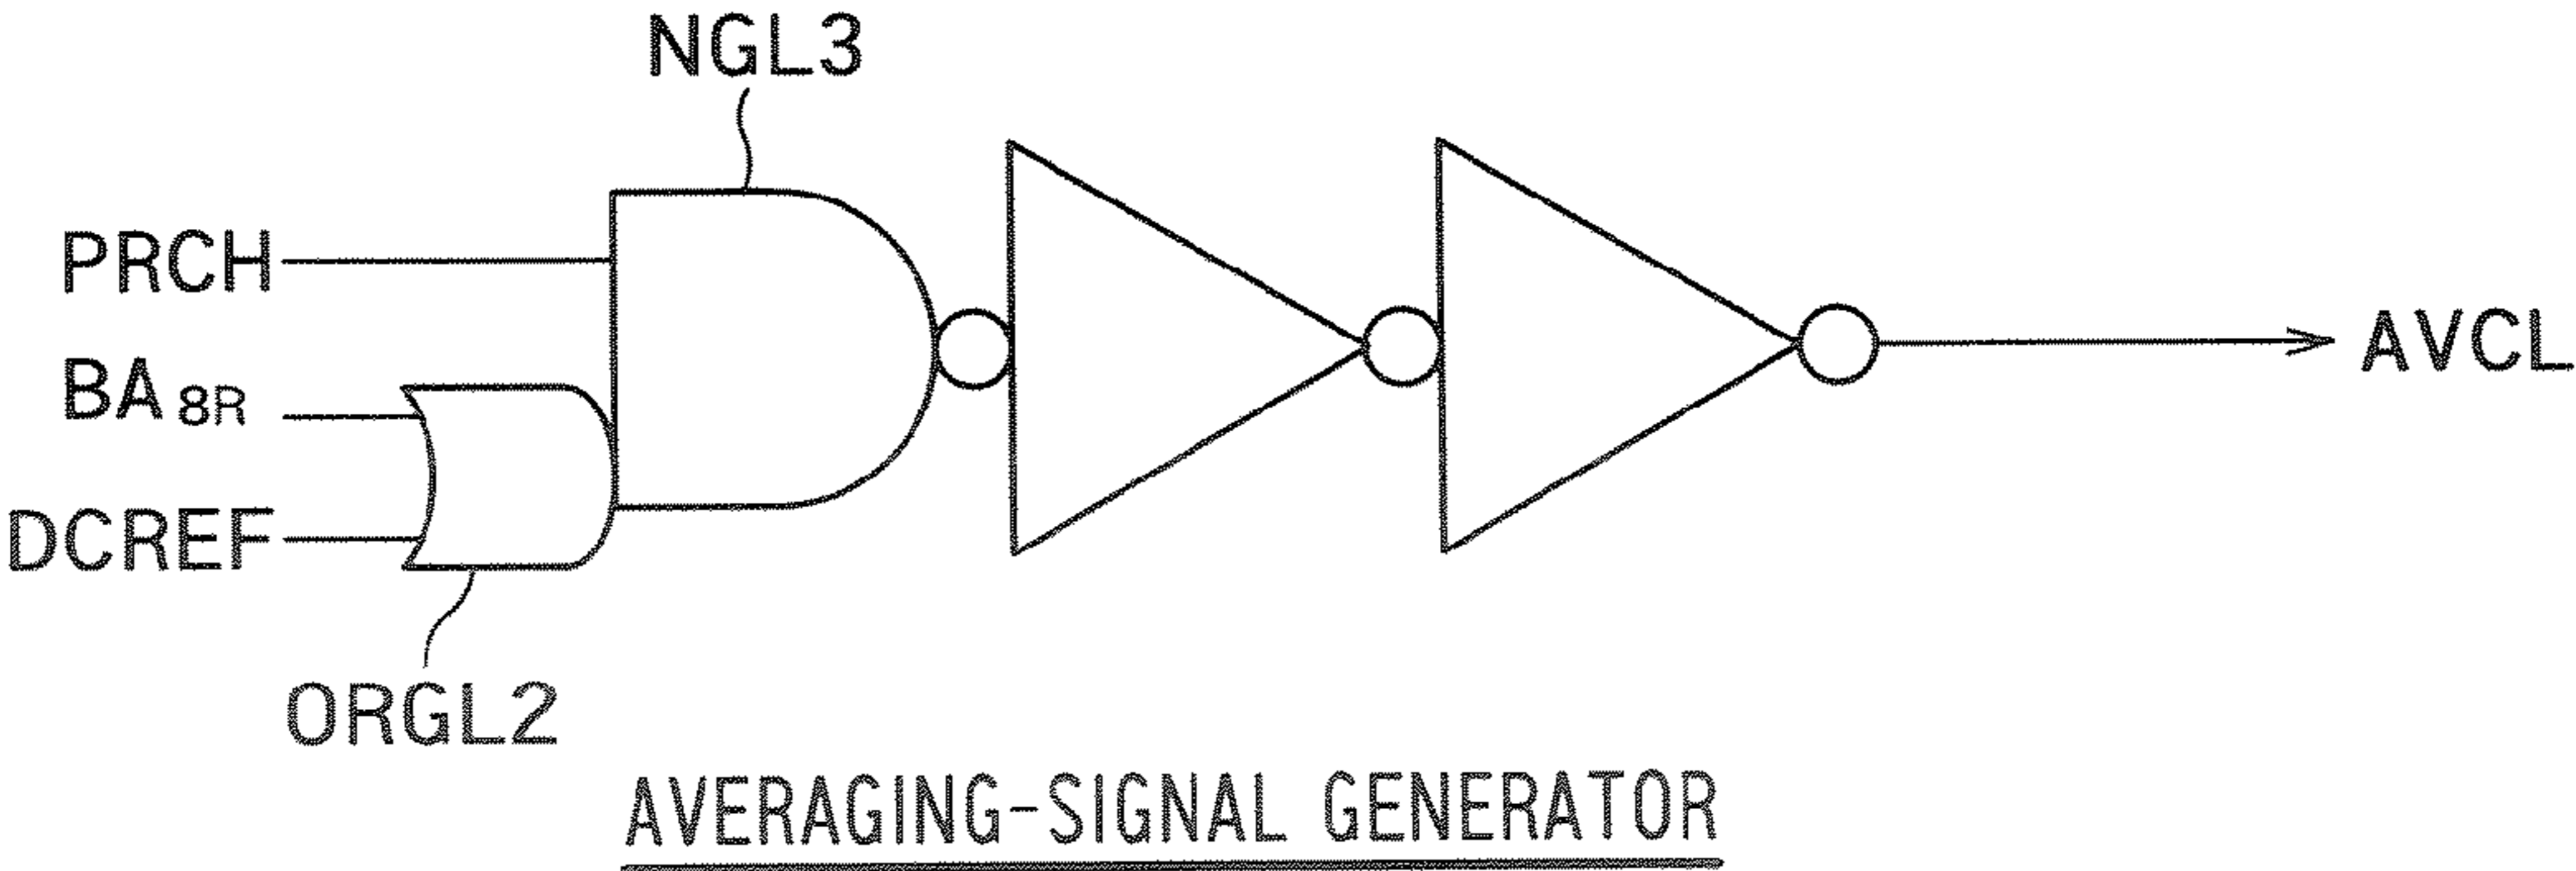 NGL3
PRCH
BA8R
DCREF
AVCL
ORGL2
AVERAGING-SIGNAL GENERATOR